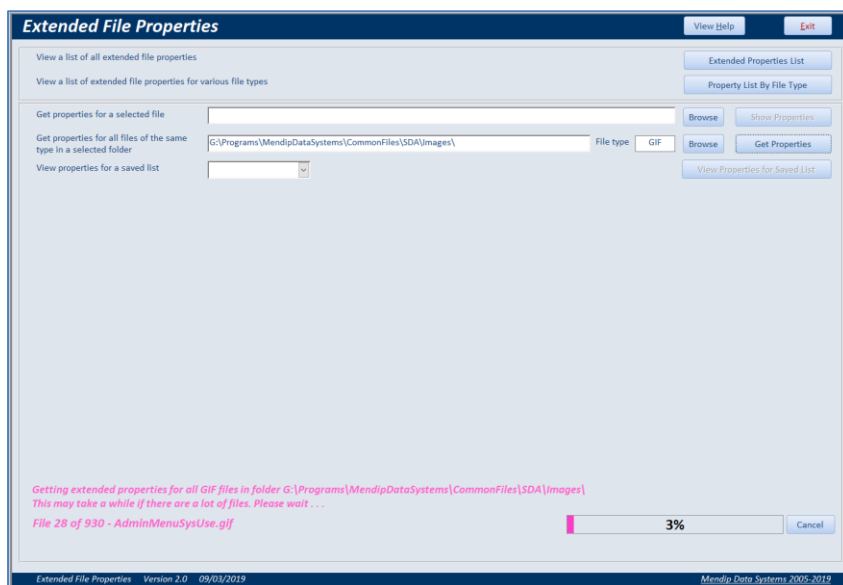 Extended File Properties
View Help
Exit
View a list of all extended file properties
Extended Properties List
View a list of extended file properties for various file types
Property List By File Type
Get properties for a selected file
Browse
Show Properties
Get properties for all files of the same
type in a selected folder
G:\Programs\MendipDataSystems\CommonFiles\SDA\Images\
File type
GIF
Browse
Get Properties
View properties for a saved list
View Properties for Saved List
Getting extended properties for all GIF files in folder G:\Programs\MendipDataSystems\CommonFiles\SDA\Images\
This may take a while if there are a lot of files. Please wait . . .
File 28 of 930 - AdminMenuSysUse.gif
3%
Cancel
Extended File Properties Version 2.0 09/03/2019
Mendip Data Systems 2005-2019